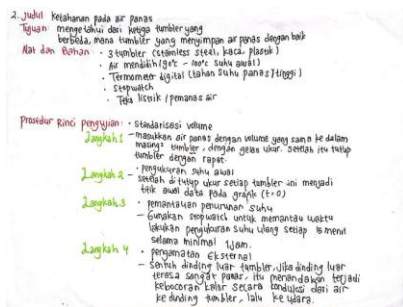 2. Judul ketahanan pada air panas
Tujuan: mengetahui dari ketiga tumbler yang
berbeda, mana tumbler yang menyimpan air panas dengan baik
Alat dan Bahan: • 3 tumbler (stainless steel, kaca, plastik)
• Air mendidih (90°c - 100°c suhu awal)
• Termometer digital (tahan suhu panas/tinggi)
• Stopwatch
• Teko listrik / pemanas air
Prosedur Rinci pengujian: • Standarisasi volume
Langkah 1 - masukkan air panas dengan volume yang sama ke dalam
masing² tumbler, dengan gelas ukur. setelah itu tutup
tumbler dengan rapat.
Langkah 2 • pengukuran suhu awal
- setelah di tutup ukur setiap tumbler ini menjadi
titik awal data pada grafik (t=0)
Langkah 3 • pemantauan penurunan suhu
- Gunakan stopwatch untuk memantau waktu
lakukan pengukuran suhu ulang setiap 15 menit
selama minimal 1 jam.
Langkah 4 • pengamatan Eksternal
- Sentuh dinding luar tumbler, Jika dinding luar
terasa sangat panas, itu menandakan terjadi
kebocoran kalor secara konduksi dari air
ke dinding tumbler, lalu ke udara.